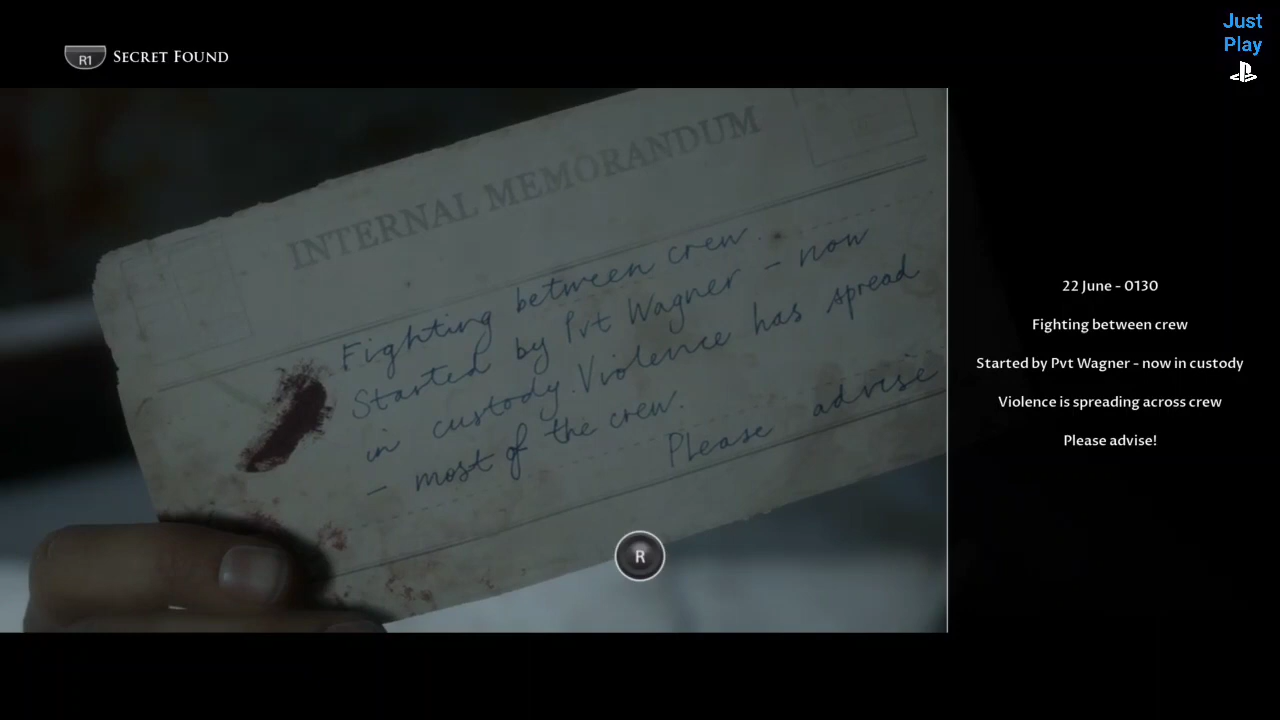 R1 SECRET FOUND
Just
Play
INTERNAL MEMORANDUM
Fighting between crew.
Started by Pvt Wagner - now
in custody. Violence has spread
- most of the crew.
Please advise
R
22 June - 0130
Fighting between crew
Started by Pvt Wagner - now in custody
Violence is spreading across crew
Please advise!